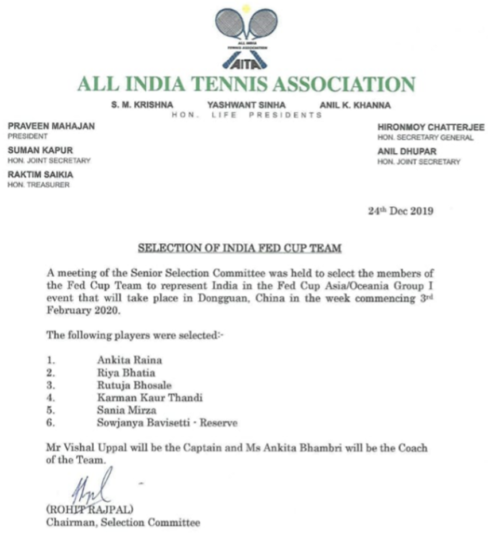 ALL INDIA
TENNIS ASSOCIATION
AITA
ALL INDIA TENNIS ASSOCIATION
S. M. KRISHNA YASHWANT SINHA ANIL K. KHANNA
HON. LIFE PRESIDENTS
PRAVEEN MAHAJAN
PRESIDENT
SUMAN KAPUR
HON. JOINT SECRETARY
RAKTIM SAIKIA
HON. TREASURER
HIRONMOY CHATTERJEE
HON. SECRETARY GENERAL
ANIL DHUPAR
HON. JOINT SECRETARY
24th Dec 2019
SELECTION OF INDIA FED CUP TEAM
A meeting of the Senior Selection Committee was held to select the members of
the Fed Cup Team to represent India in the Fed Cup Asia/Oceania Group I
event that will take place in Dongguan, China in the week commencing 3rd
February 2020.
The following players were selected:-
1. Ankita Raina
2. Riya Bhatia
3. Rutuja Bhosale
4. Karman Kaur Thandi
5. Sania Mirza
6. Sowjanya Bavisetti - Reserve
Mr Vishal Uppal will be the Captain and Ms Ankita Bhambri will be the Coach
of the Team.
(ROHIT RAJPAL)
Chairman, Selection Committee